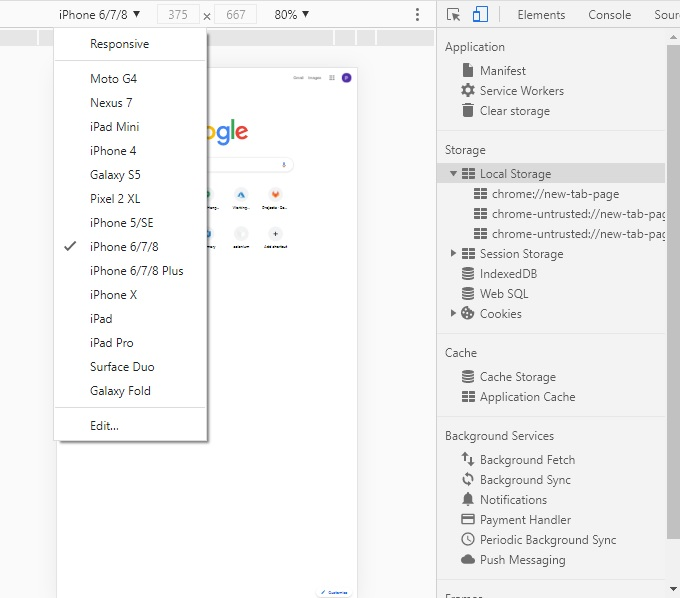 iPhone 6/7/8 ▼ 375 × 667 80% ▼
Elements Console Sour
Responsive
Moto G4
Nexus 7
iPad Mini
iPhone 4
Galaxy S5
Pixel 2 XL
iPhone 5/SE
iPhone 6/7/8
iPhone 6/7/8 Plus
iPhone X
iPad
iPad Pro
Surface Duo
Galaxy Fold
Edit...
Gmail Images
P
ogle
Working...
selenium
Add shortcut
Customise
Application
Manifest
Service Workers
Clear storage
Storage
Local Storage
chrome://new-tab-page
chrome-untrusted://new-tab-pag
chrome-untrusted://new-tab-pag
Session Storage
IndexedDB
Web SQL
Cookies
Cache
Cache Storage
Application Cache
Background Services
Background Fetch
Background Sync
Notifications
Payment Handler
Periodic Background Sync
Push Messaging
Frames